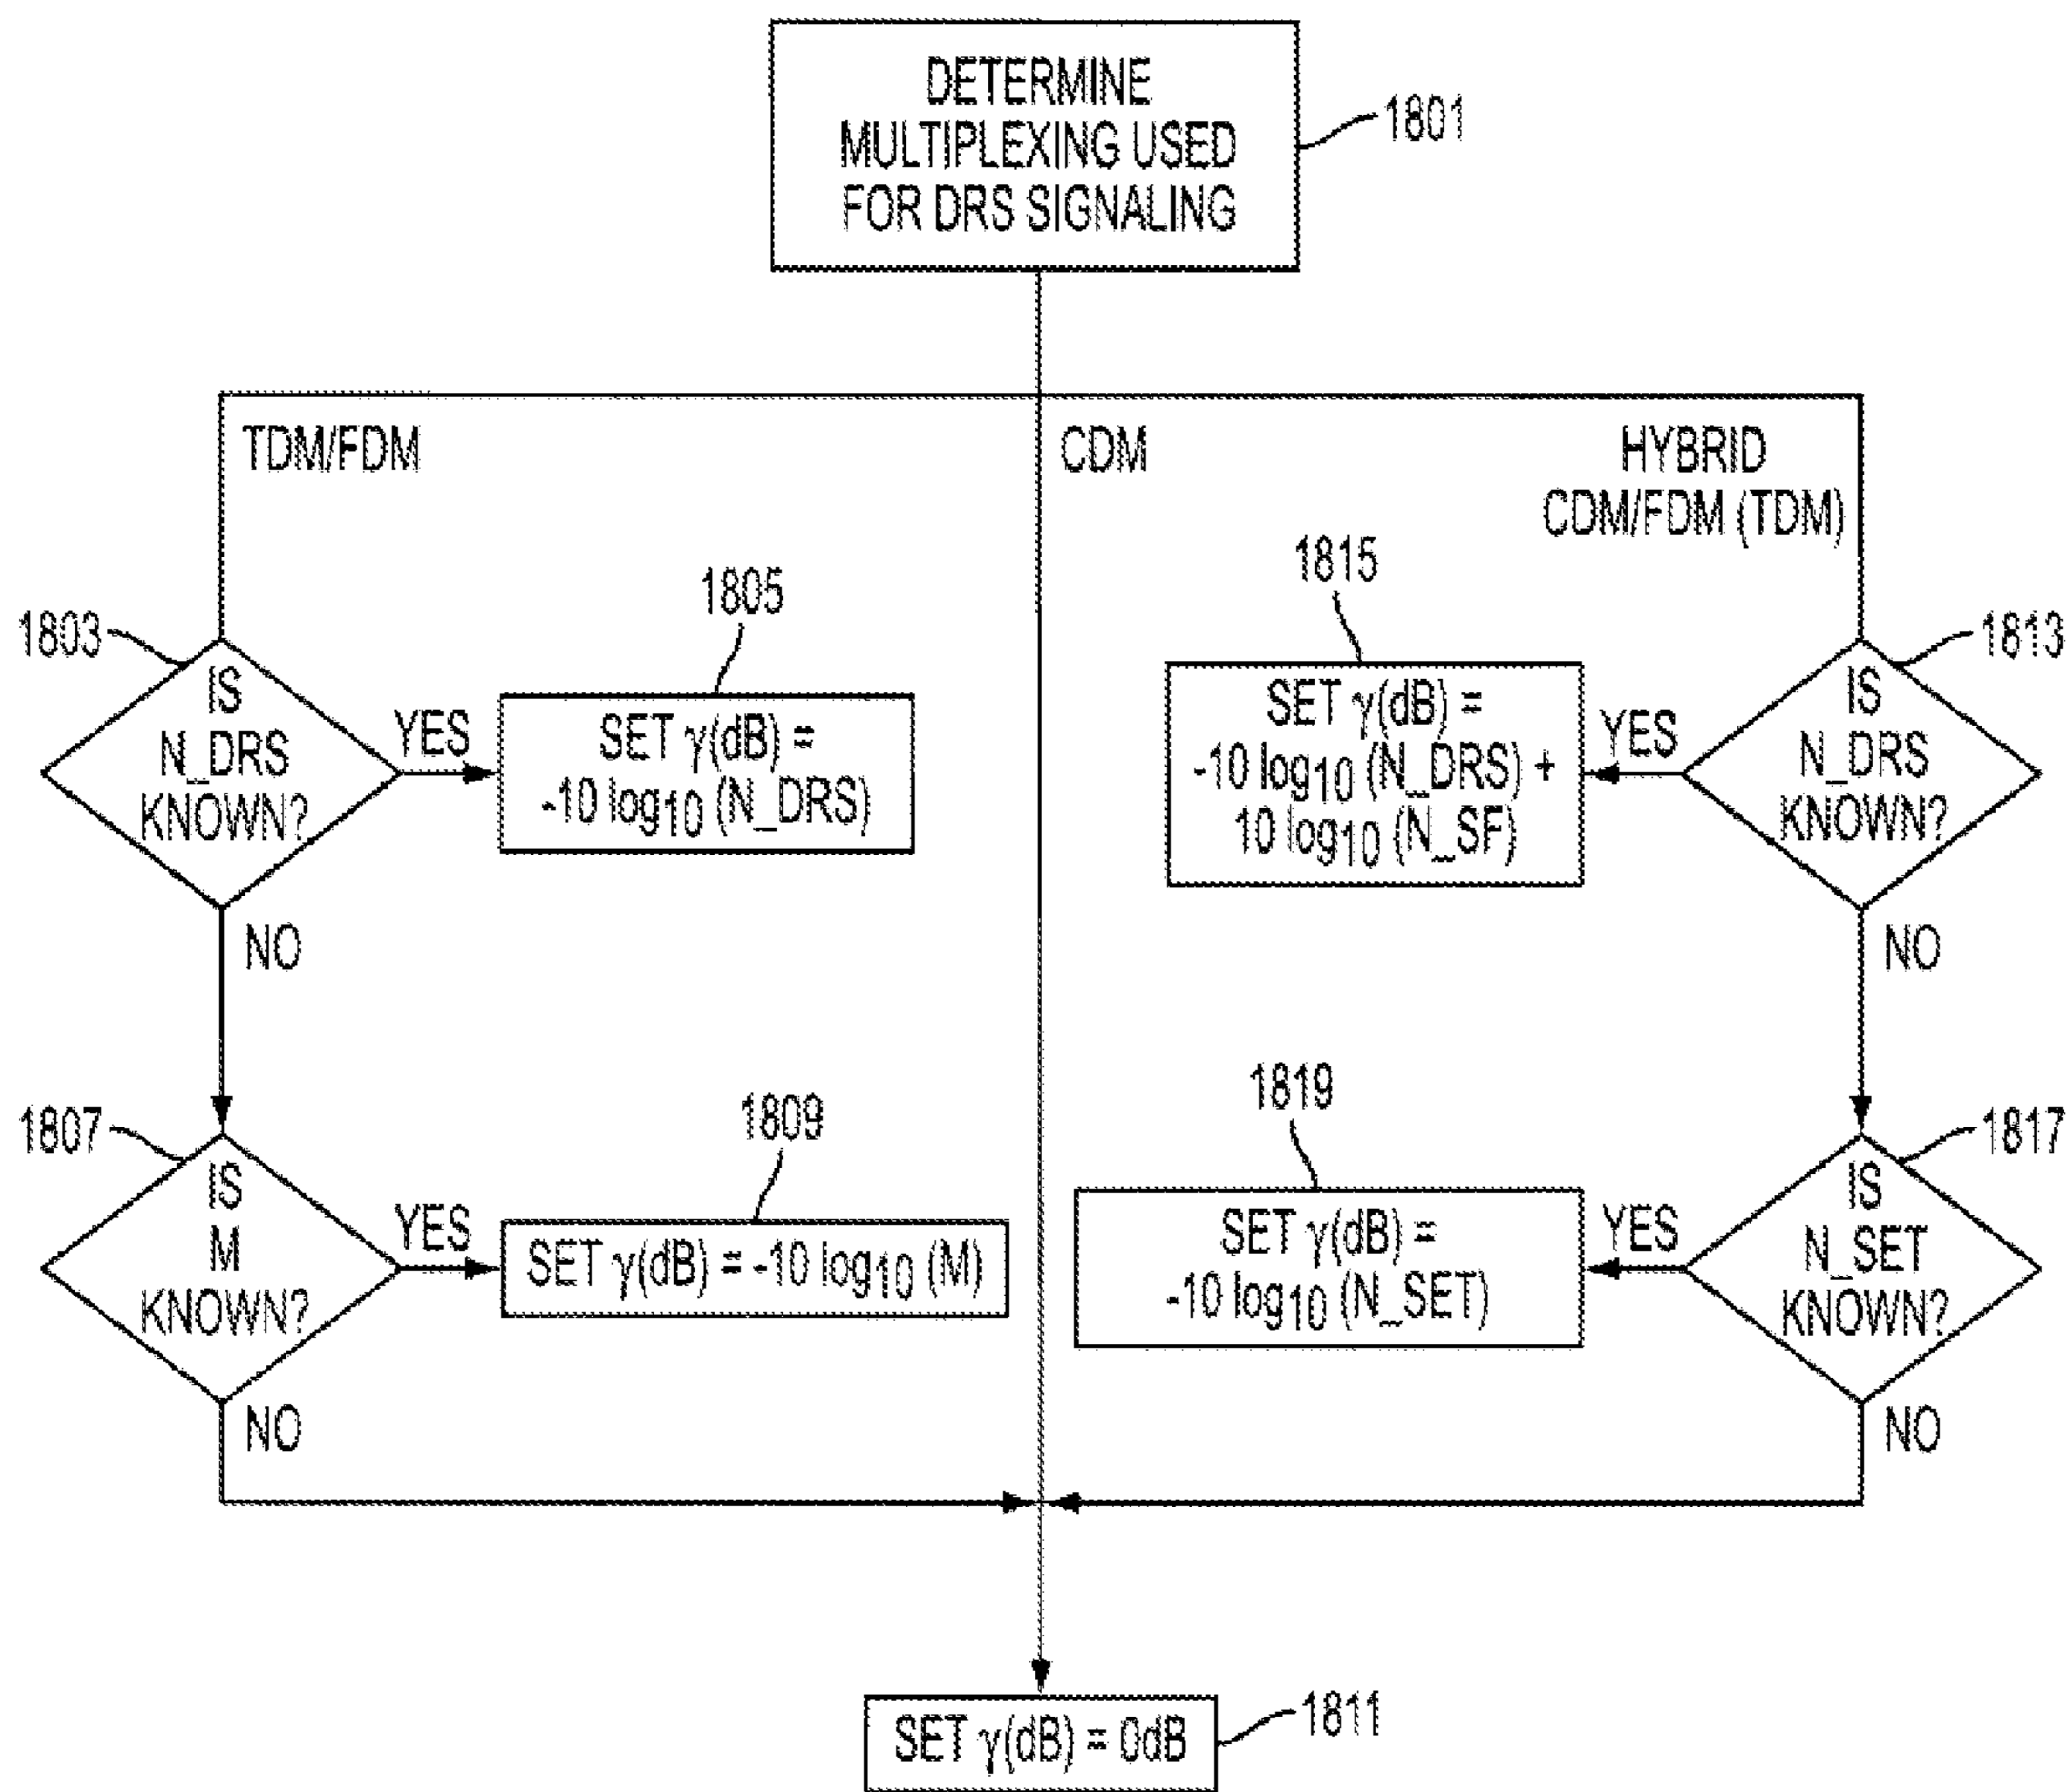 DETERMINE
MULTIPLEXING USED
FOR DRS SIGNALING
1801
TDM/FDM
CDM
HYBRID
CDM/FDM (TDM)
1803
IS
N_DRS
KNOWN?
YES
1805
SET γ(dB) =
-10 log10 (N_DRS)
NO
1815
SET γ(dB) =
-10 log10 (N_DRS) +
10 log10 (N_SF)
YES
1813
IS
N_DRS
KNOWN?
NO
1807
IS
M
KNOWN?
YES
1809
SET γ(dB) = -10 log10 (M)
NO
1819
SET γ(dB) =
-10 log10 (N_SET)
YES
1817
IS
N_SET
KNOWN?
NO
SET γ(dB) = 0dB
1811